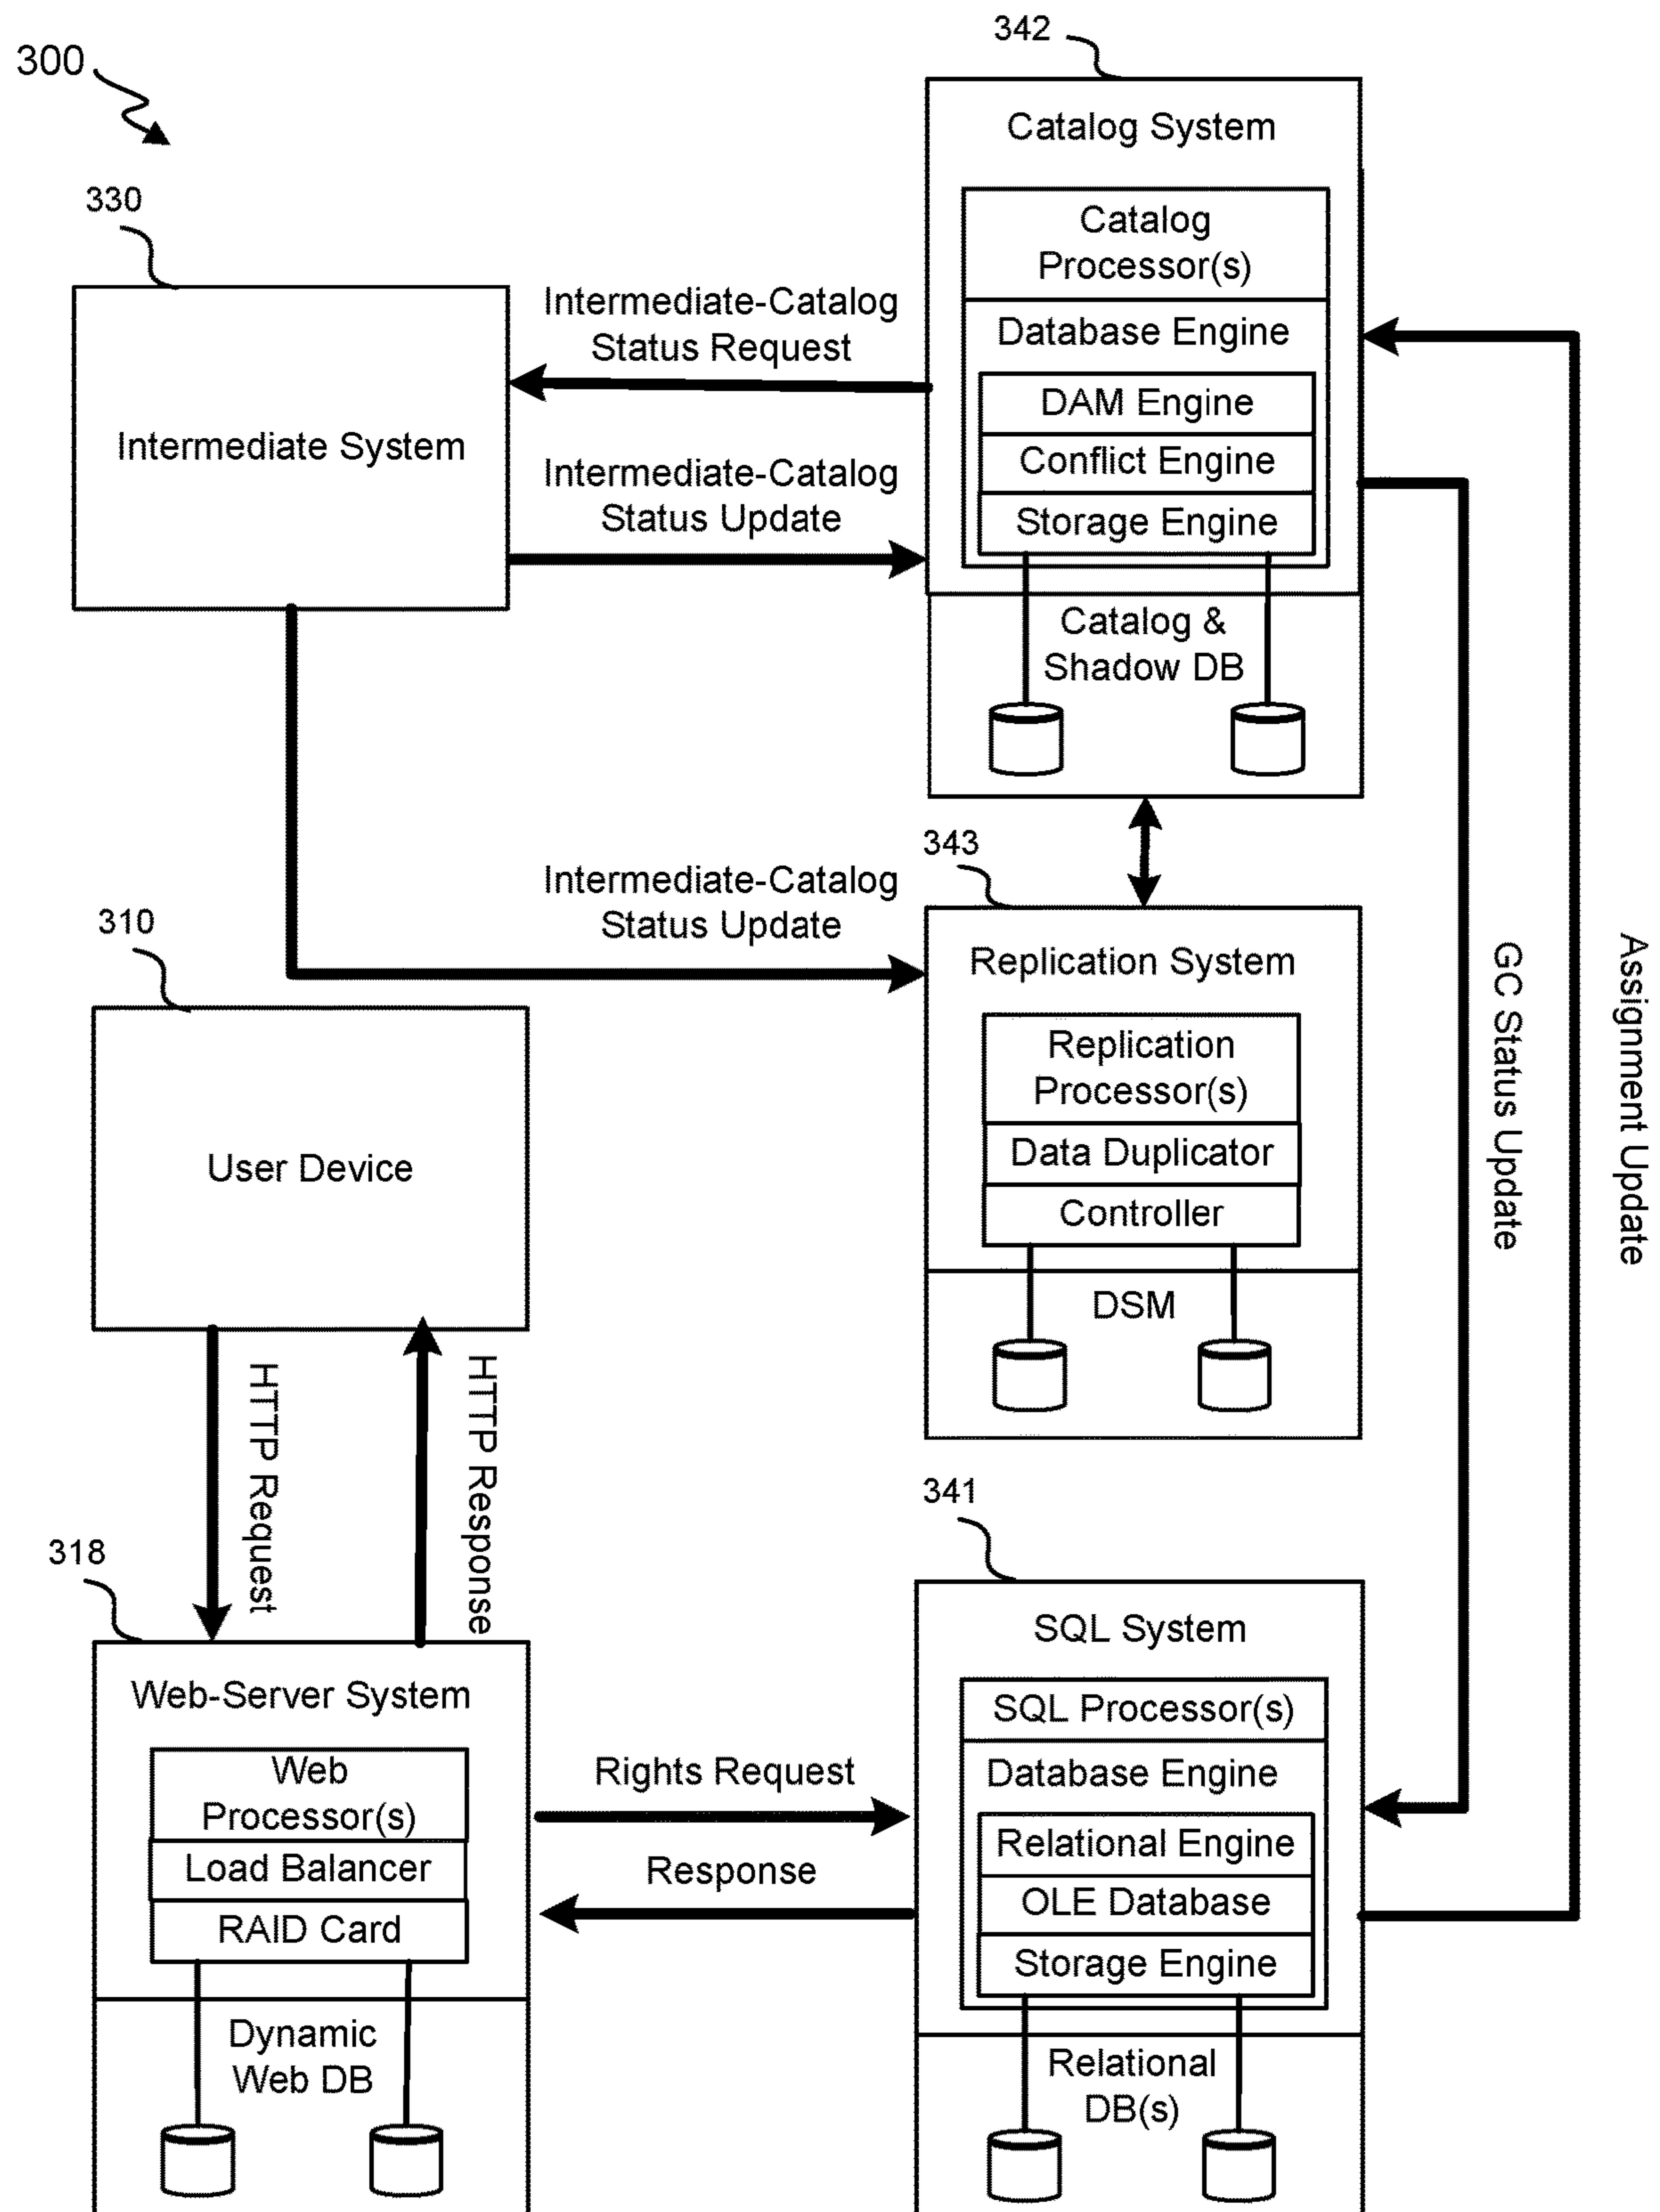 300
342
Catalog System
Catalog
Processor(s)
Database Engine
DAM Engine
Conflict Engine
Storage Engine
Catalog &
Shadow DB
330
Intermediate System
Intermediate-Catalog
Status Request
Intermediate-Catalog
Status Update
Intermediate-Catalog
Status Update
343
Replication System
Replication
Processor(s)
Data Duplicator
Controller
DSM
GC Status Update
Assignment Update
310
User Device
HTTP Request
HTTP Response
318
Web-Server System
Web
Processor(s)
Load Balancer
RAID Card
Dynamic
Web DB
Rights Request
Response
341
SQL System
SQL Processor(s)
Database Engine
Relational Engine
OLE Database
Storage Engine
Relational
DB(s)